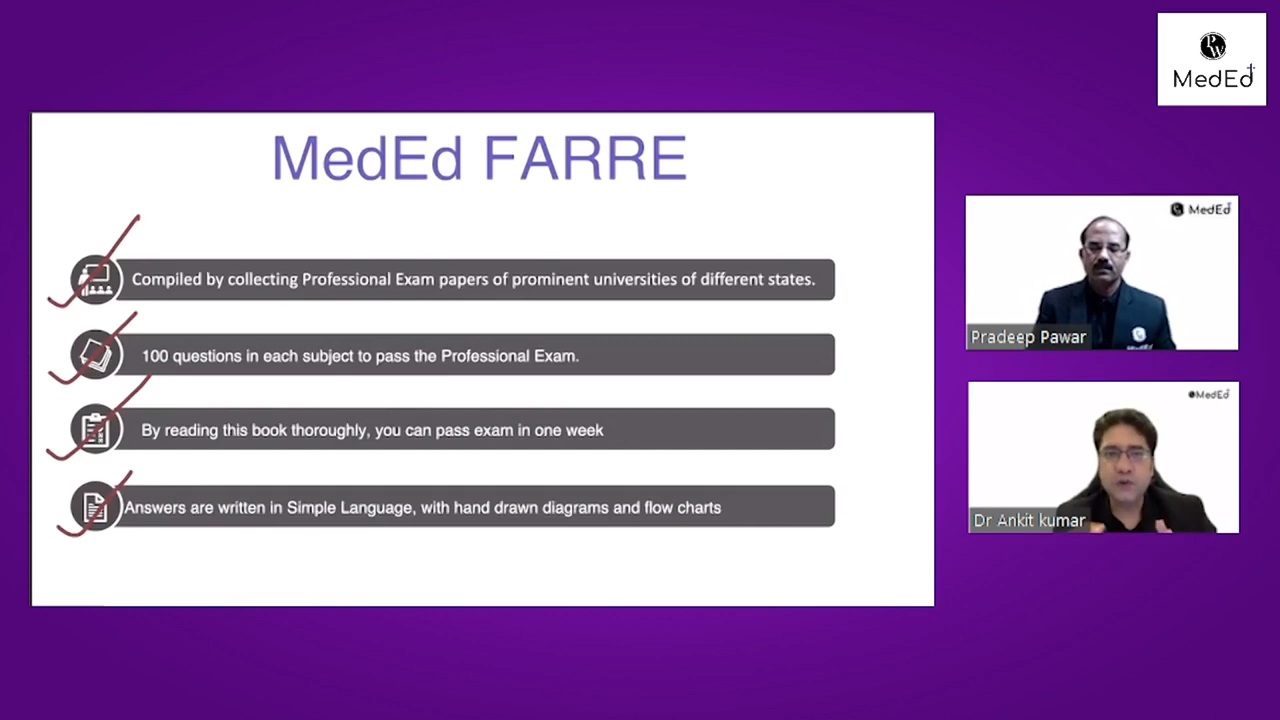 PW
MedEd
MedEd FARRE
Compiled by collecting Professional Exam papers of prominent universities of different states.
100 questions in each subject to pass the Professional Exam.
By reading this book thoroughly, you can pass exam in one week
Answers are written in Simple Language, with hand drawn diagrams and flow charts
MedEd
Pradeep Pawar
MedEd
Dr Ankit kumar